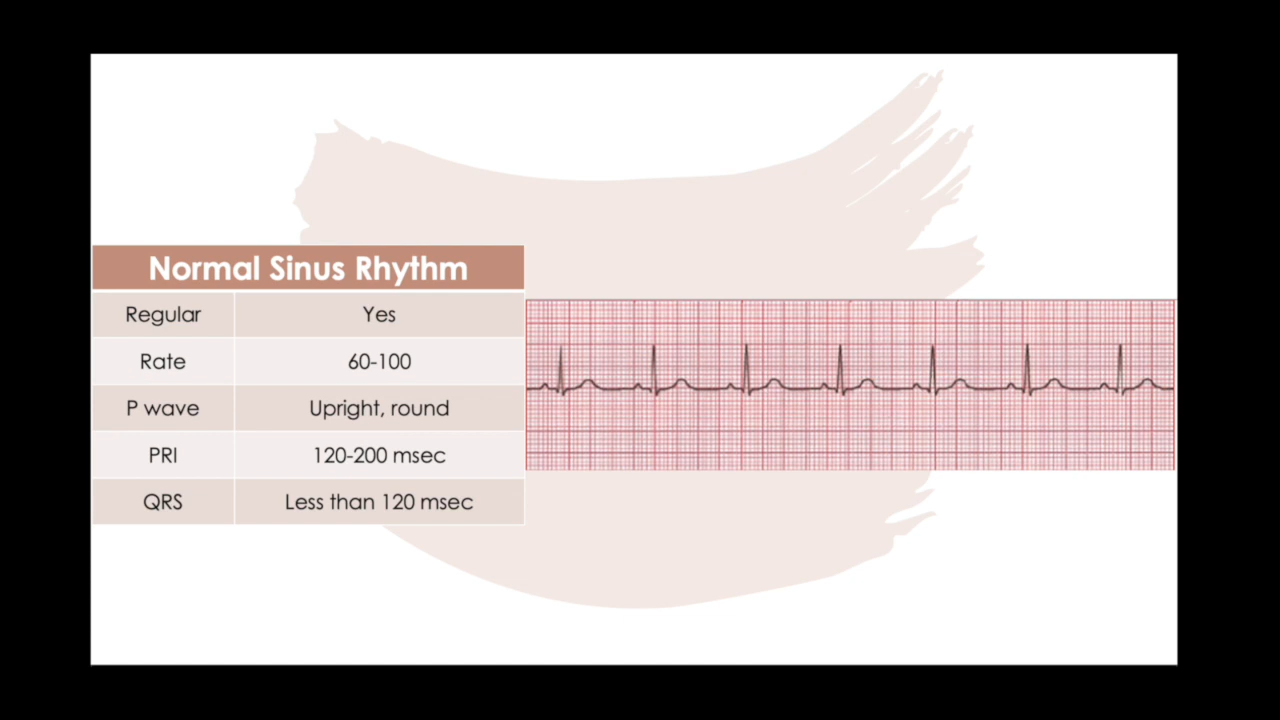 Normal Sinus Rhythm
Regular Yes
Rate 60-100
P wave Upright, round
PRI 120-200 msec
QRS Less than 120 msec